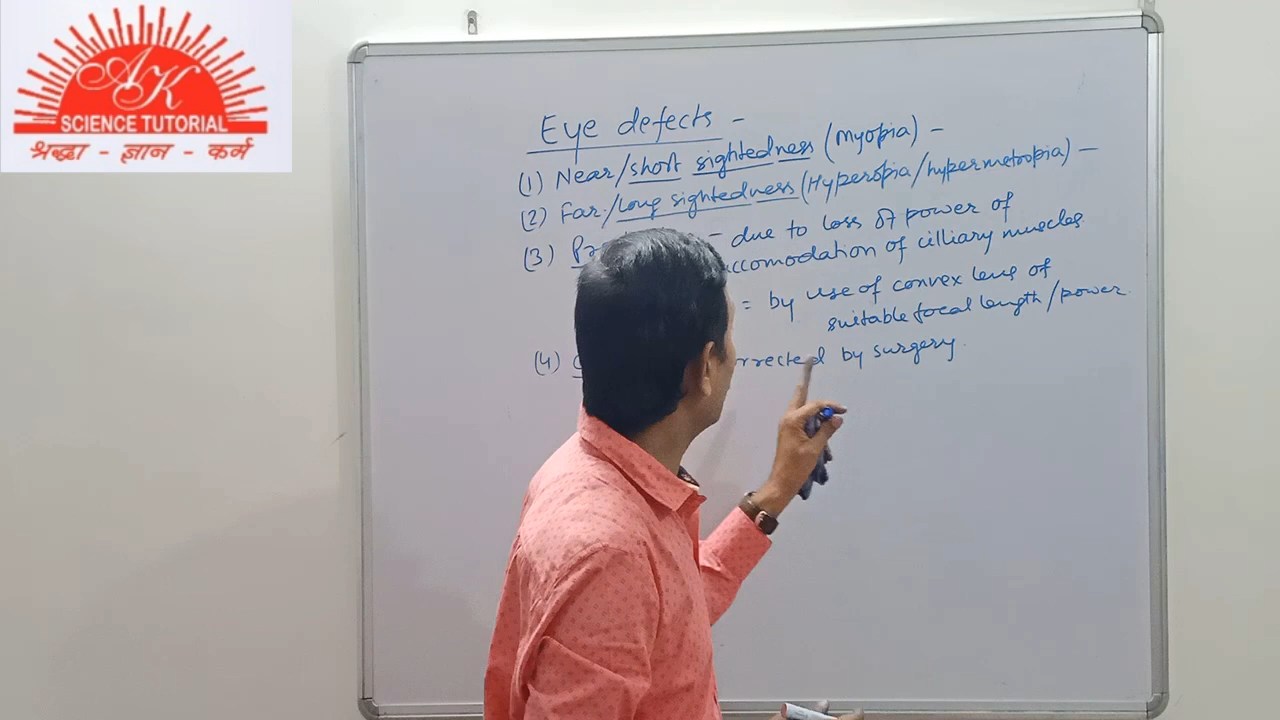 AK
SCIENCE TUTORIAL
श्रद्धा - ज्ञान - कर्म
Eye defects -
(1) Near/short sightedness (Myopia) -
(2) Far/long sightedness (Hyperopia/hypermetropia) -
(3) - due to loss of power of
accomodation of cilliary muscles
= by use of convex lens of
suitable focal length/power.
(4) by surgery.